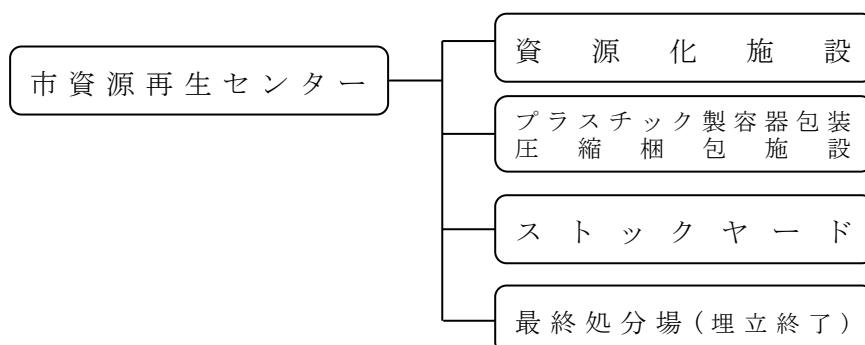 市資源再生センター
資源化施設
プラスチック製容器包装
圧縮梱包施設
ストックヤード
最終処分場(埋立終了)